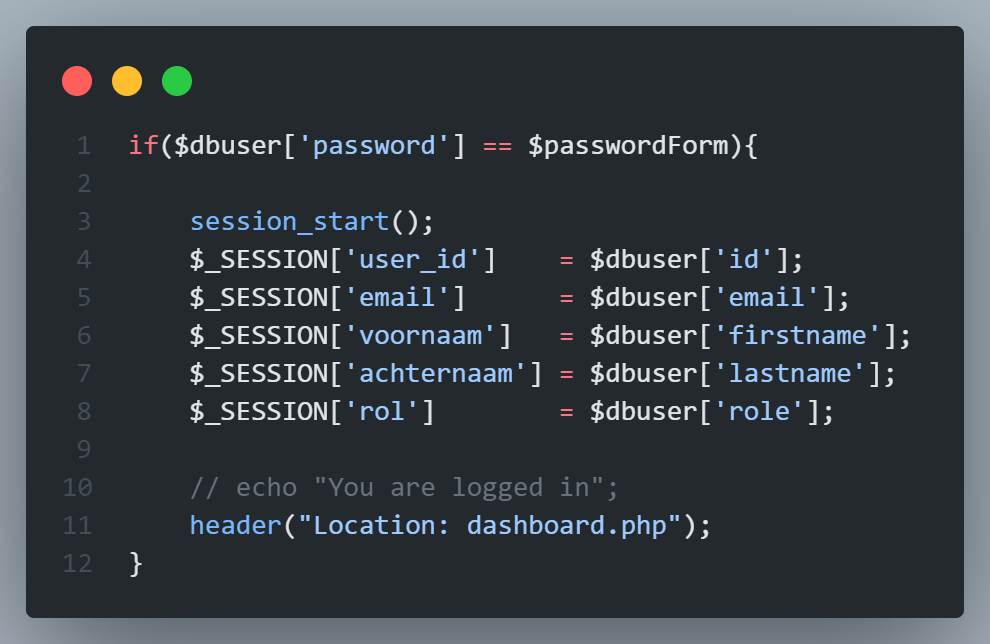 1 if($dbuser['password'] == $passwordForm){
2
3     session_start();
4     $_SESSION['user_id']    = $dbuser['id'];
5     $_SESSION['email']      = $dbuser['email'];
6     $_SESSION['voornaam']   = $dbuser['firstname'];
7     $_SESSION['achternaam'] = $dbuser['lastname'];
8     $_SESSION['rol']        = $dbuser['role'];
9
10     // echo "You are logged in";
11     header("Location: dashboard.php");
12 }